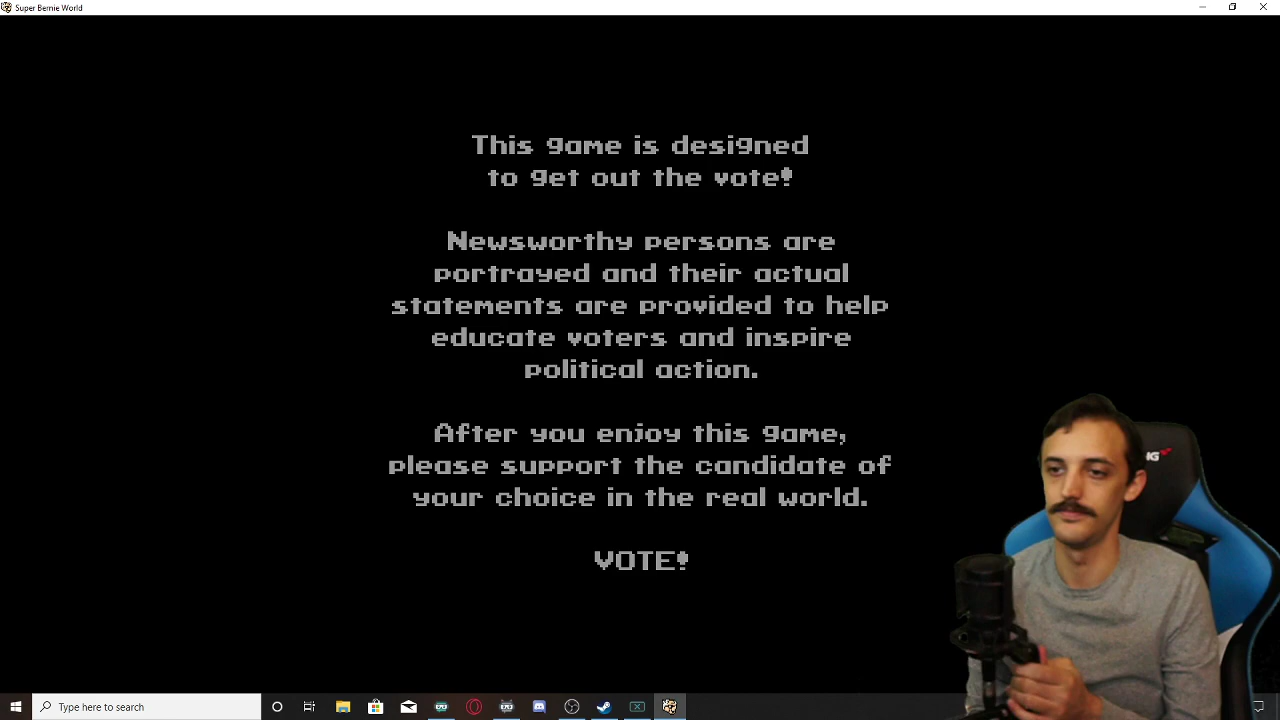 Super Bernie World
This game is designed
to get out the vote!
Newsworthy persons are
portrayed and their actual
statements are provided to help
educate voters and inspire
political action.
After you enjoy this game,
please support the candidate of
your choice in the real world.
VOTE!
NG
Type here to search